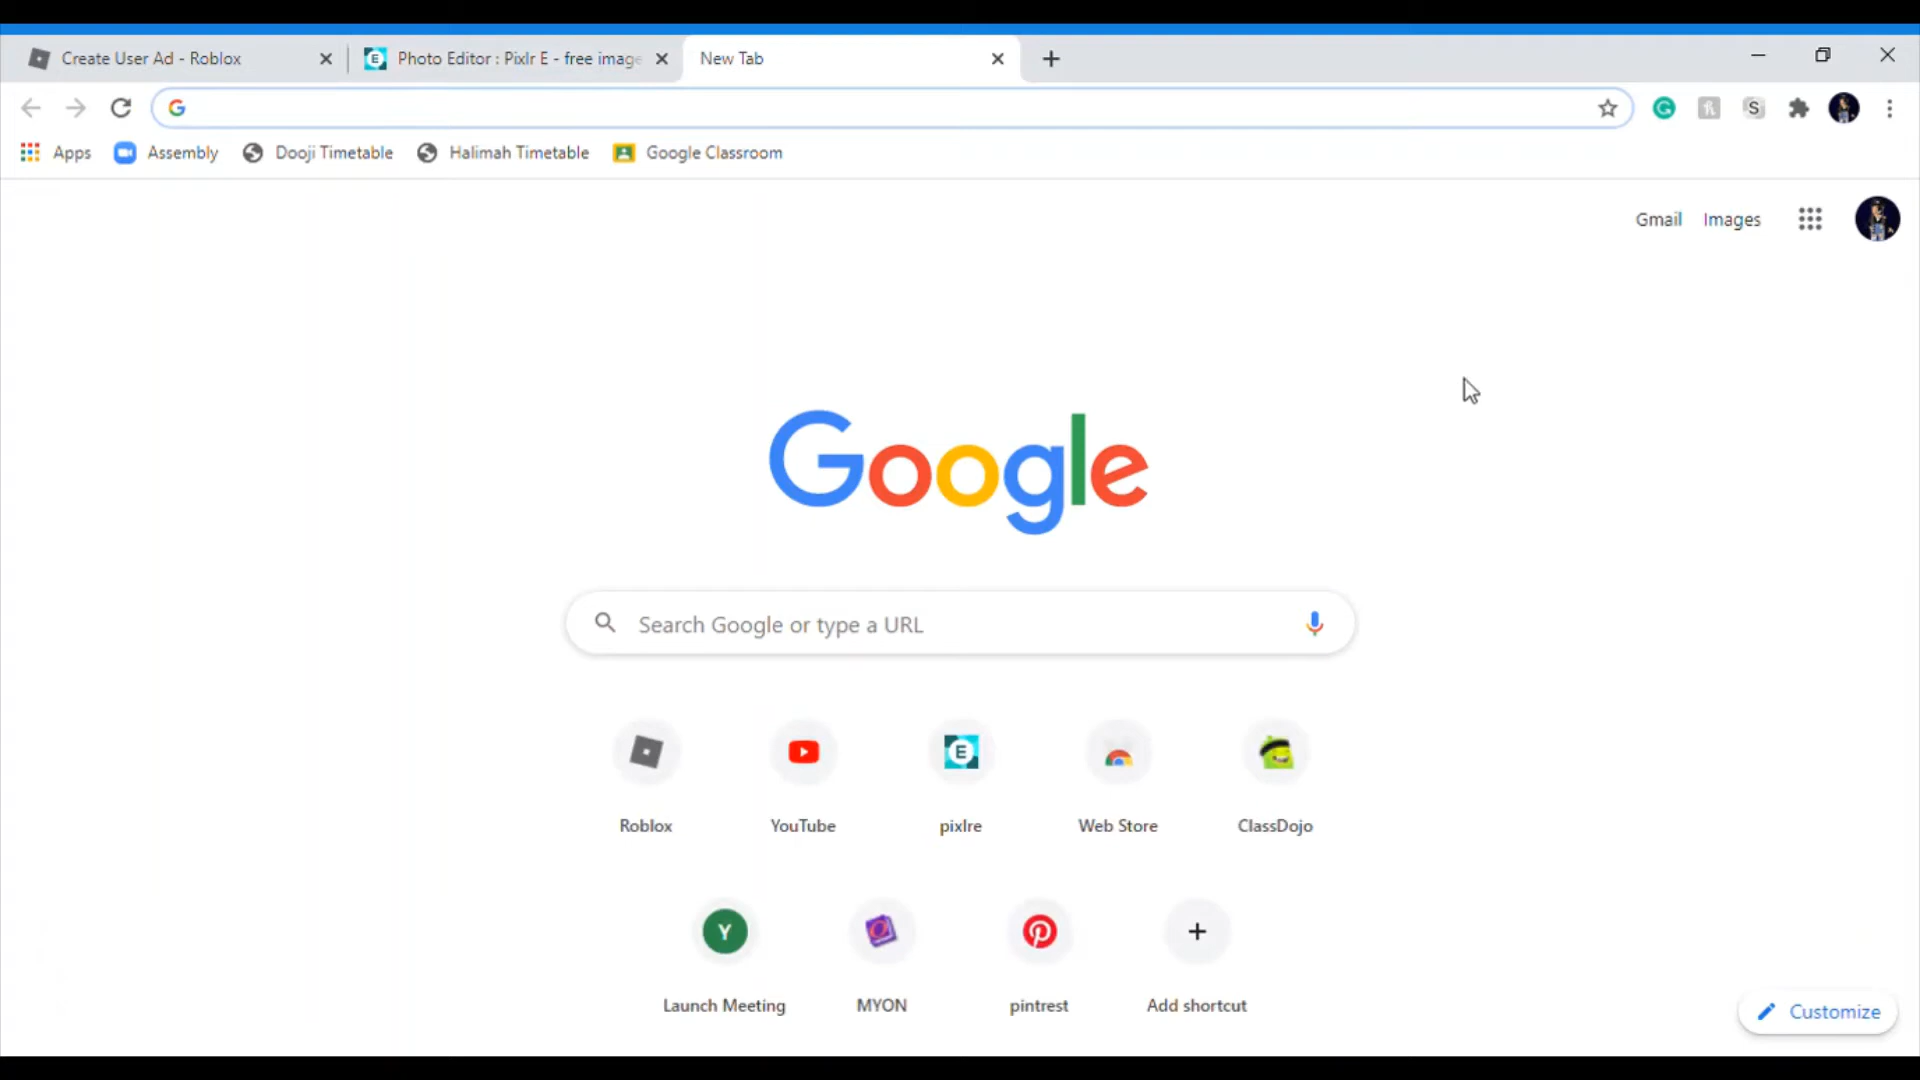 Create User Ad - Roblox
Photo Editor : Pixlr E - free image
New Tab
G
S
Apps
Assembly
Dooji Timetable
Halimah Timetable
Google Classroom
Gmail
Images
Google
Search Google or type a URL
E
Roblox
YouTube
pixlre
Web Store
ClassDojo
Y
Launch Meeting
MYON
pintrest
Add shortcut
Customize